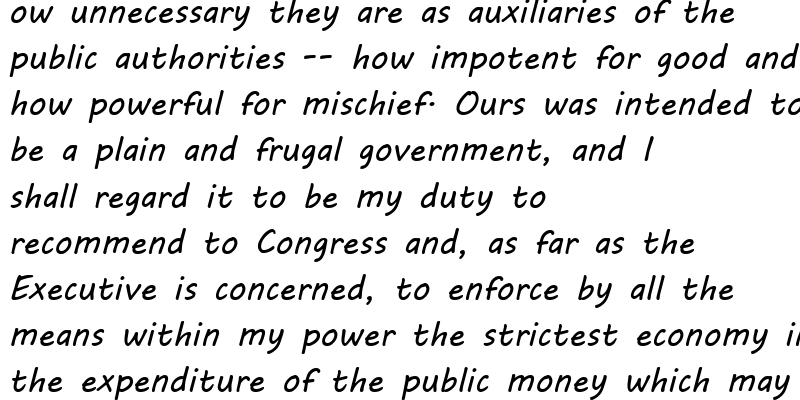 ow unnecessary they are as auxiliaries of the
public authorities -- how impotent for good and
how powerful for mischief. Ours was intended to
be a plain and frugal government, and I
shall regard it to be my duty to
recommend to Congress and, as far as the
Executive is concerned, to enforce by all the
means within my power the strictest economy in
the expenditure of the public money which may